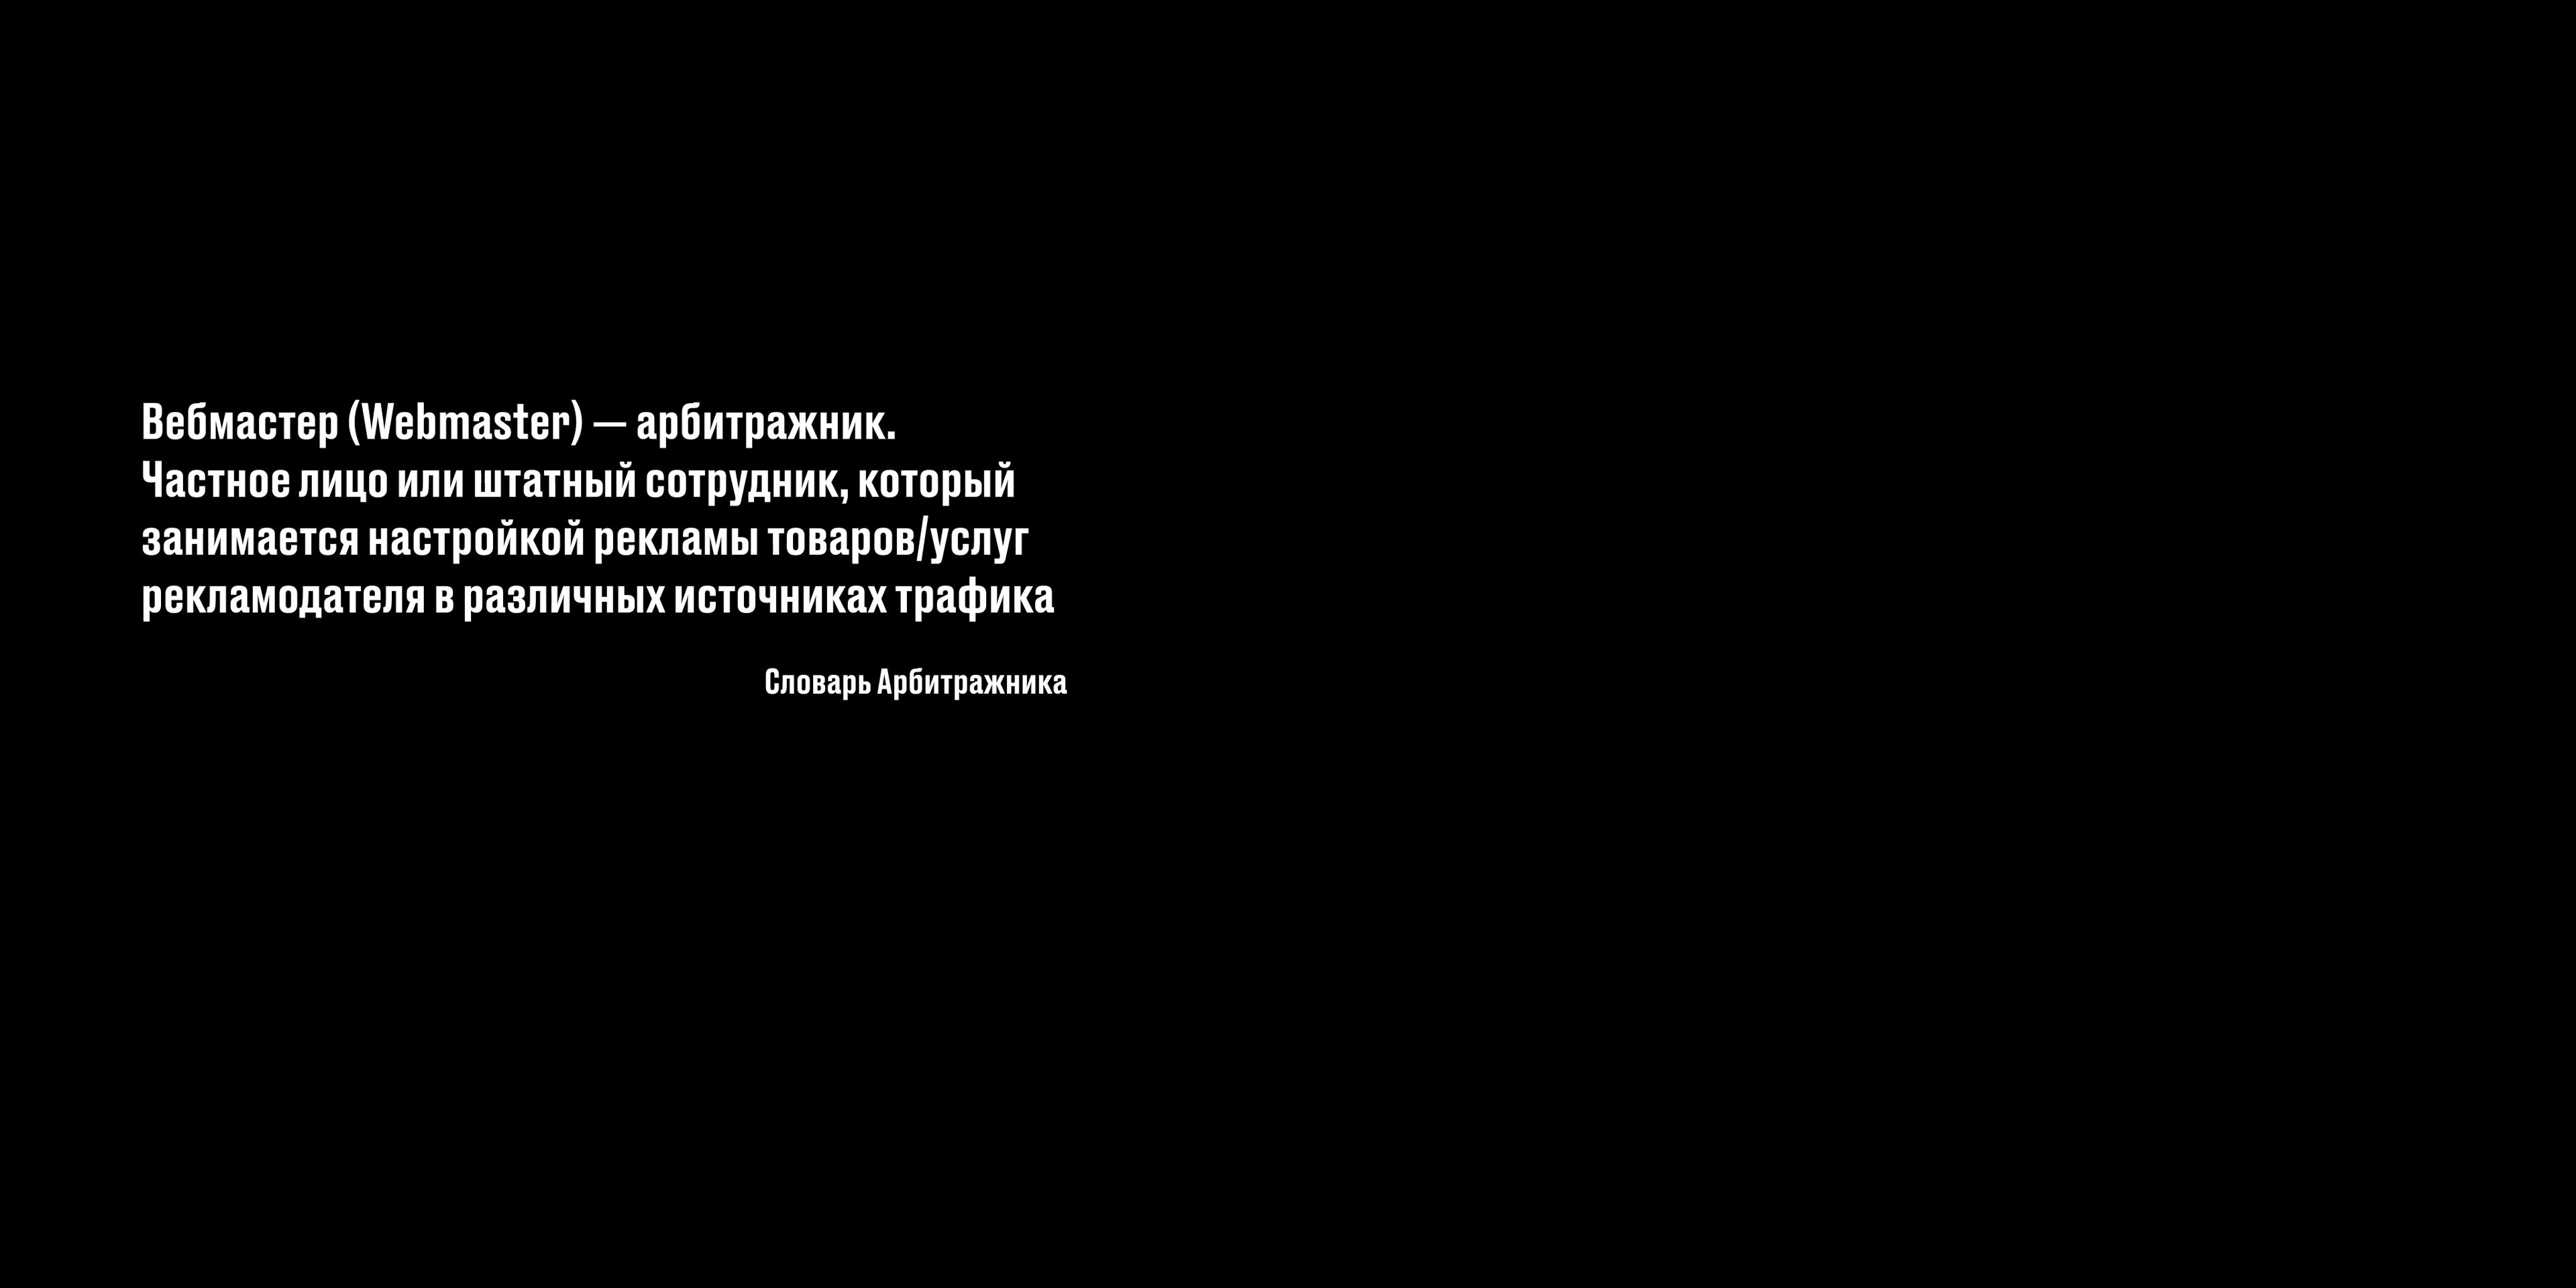 Вебмастер (Webmaster) — арбитражник.
Частное лицо или штатный сотрудник, который
занимается настройкой рекламы товаров/услуг
рекламодателя в различных источниках трафика
Словарь Арбитражника